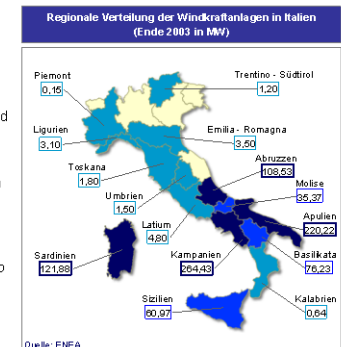 Regionale Verteilung der Windkraftanlagen in Italien
(Ende 2003 in MW)
Piemont
0,15
Trentino - Südtirol
1,20
Ligurien
3,10
Emilia - Romagna
3,50
Toskana
1,80
Abruzzen
108,53
Molise
35,37
Umbrien
1,50
Apulien
220,22
Latium
4,80
Sardinien
121,88
Kampanien
264,43
Basilikata
76,23
Sizilien
60,97
Kalabrien
0,64
Quelle: ENEA